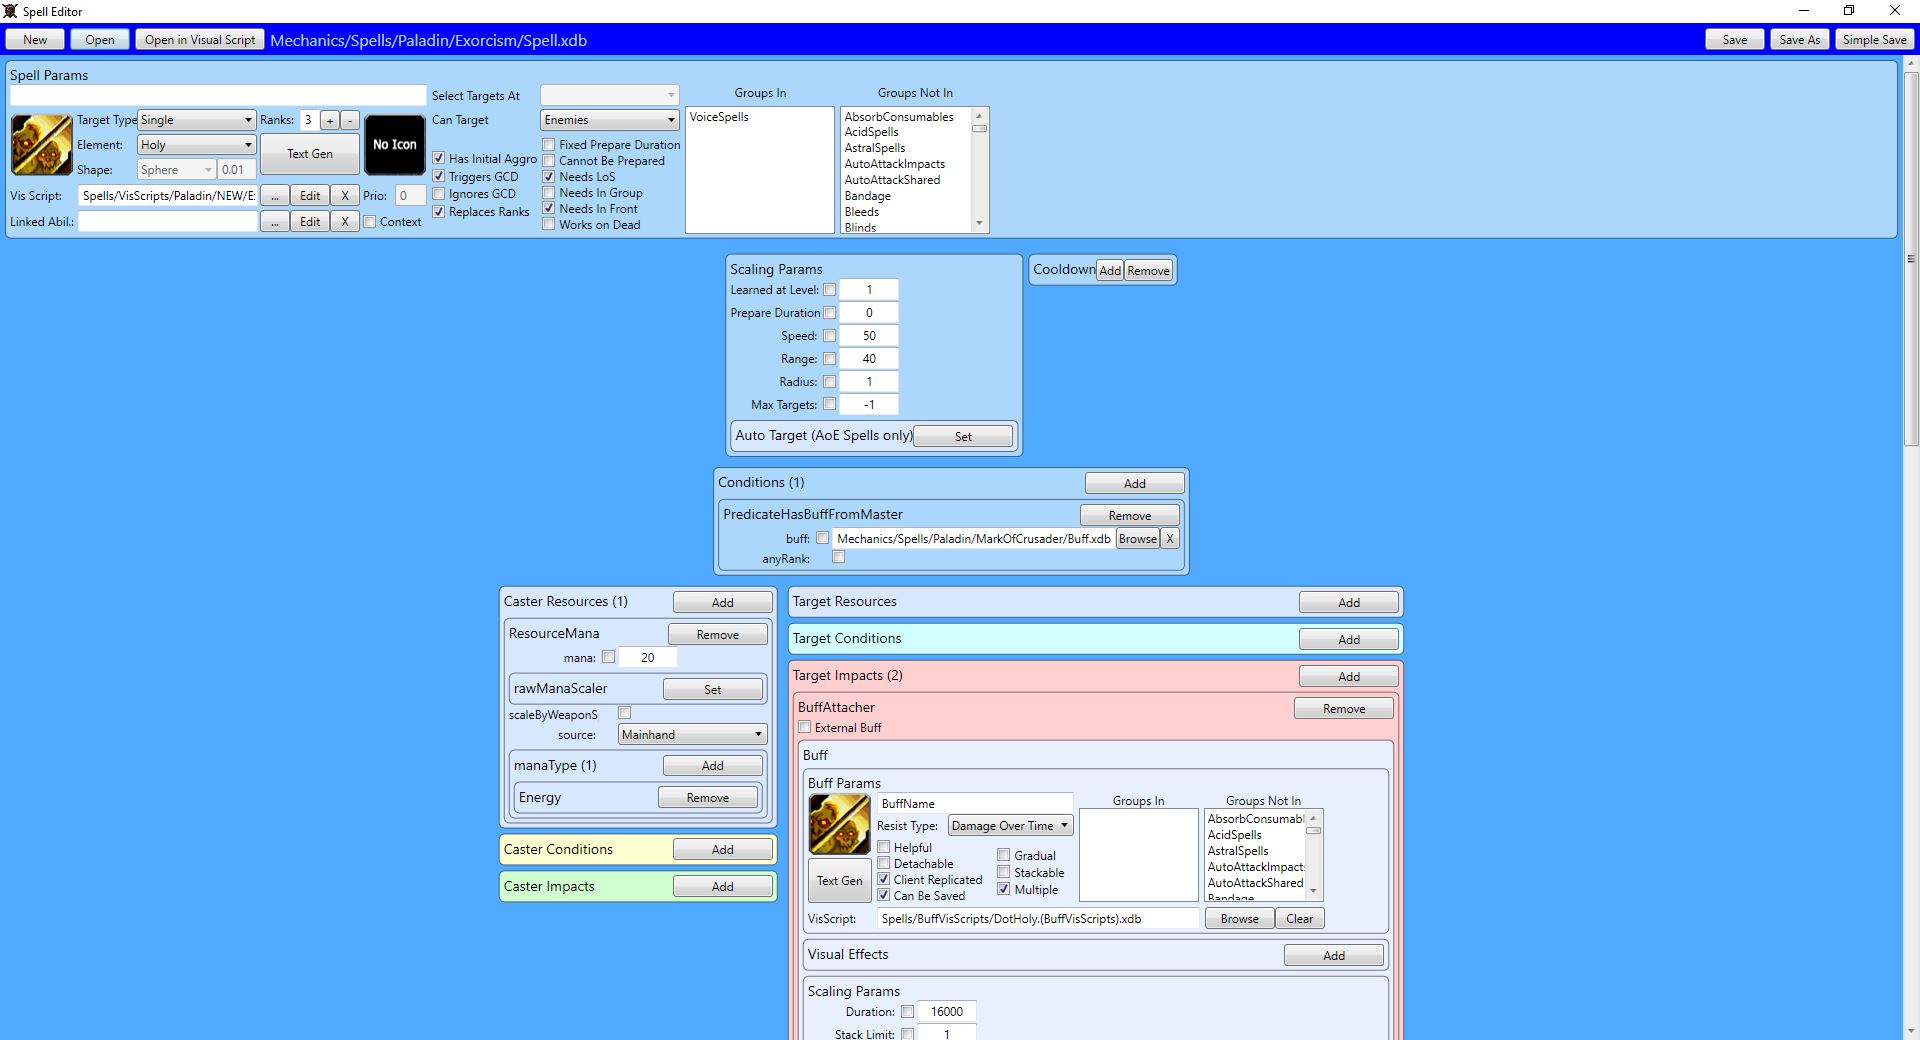 Spell Editor
New Open Open in Visual Script Mechanics/Spells/Paladin/Exorcism/Spell.xdb Save Save As Simple Save
Spell Params
Select Targets At
Groups In Groups Not In
Target Type Single Ranks: 3 + -
Can Target Enemies
Element: Holy
Text Gen
No Icon
Shape: Sphere 0.01
Vis Script: Spells/VisScripts/Paladin/NEW/E: ... Edit X Prio: 0
Linked Abil.: ... Edit X Context
Has Initial Aggro
Triggers GCD
Ignores GCD
Replaces Ranks
Fixed Prepare Duration
Cannot Be Prepared
Needs LoS
Needs In Group
Needs In Front
Works on Dead
VoiceSpells
AbsorbConsumables
AcidSpells
AstralSpells
AutoAttackImpacts
AutoAttackShared
Bandage
Bleeds
Blinds
Scaling Params
Learned at Level: 1
Prepare Duration 0
Speed: 50
Range: 40
Radius: 1
Max Targets: -1
Auto Target (AoE Spells only) Set
Cooldown Add Remove
Conditions (1) Add
PredicateHasBuffFromMaster Remove
buff: Mechanics/Spells/Paladin/MarkOfCrusader/Buff.xdb Browse X
anyRank:
Caster Resources (1) Add
ResourceMana Remove
mana: 20
rawManaScaler Set
scaleByWeaponS
source: Mainhand
manaType (1) Add
Energy Remove
Caster Conditions Add
Caster Impacts Add
Target Resources Add
Target Conditions Add
Target Impacts (2) Add
BuffAttacher Remove
External Buff
Buff
Buff Params
BuffName
Groups In Groups Not In
Resist Type: Damage Over Time
Helpful
Detachable
Client Replicated
Can Be Saved
Gradual
Stackable
Multiple
Text Gen
AbsorbConsumabl
AcidSpells
AstralSpells
AutoAttackImpact:
AutoAttackShared
Bandage
VisScript: Spells/BuffVisScripts/DotHoly.(BuffVisScripts).xdb Browse Clear
Visual Effects Add
Scaling Params
Duration: 16000
Stack Limit: 1